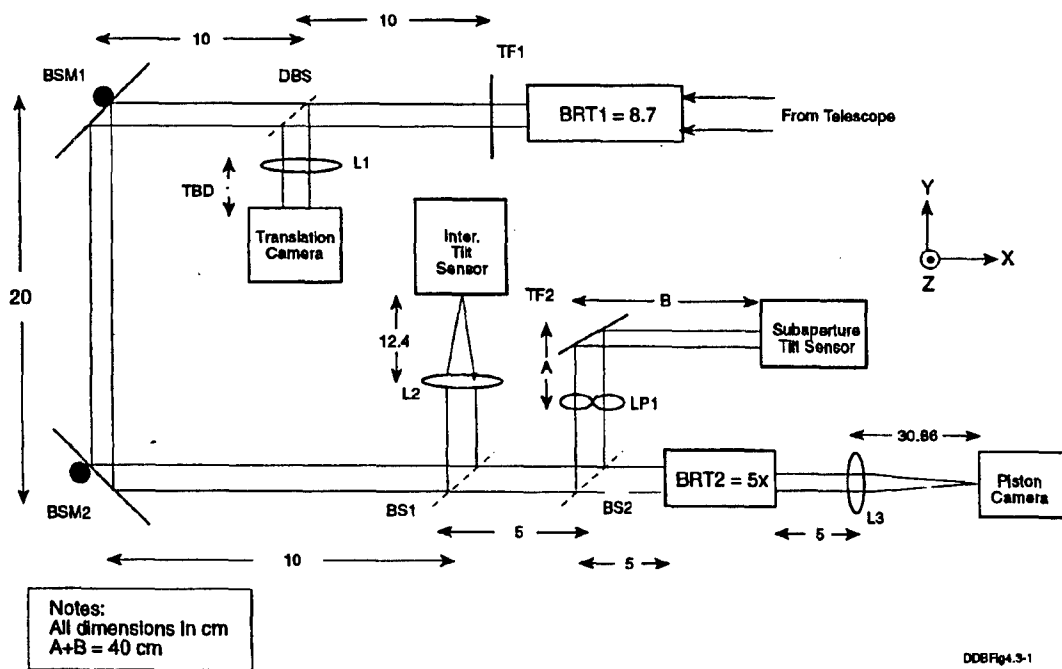 10
10
TF1
BSM1
DBS
BRT1 = 8.7
From Telescope
L1
TBD
Translation
Camera
Inter.
Tilt
Sensor
Y
X
Z
20
TF2
B
12.4
A
Subaperture
Tilt Sensor
L2
LP1
30.86
BRT2 = 5x
Piston
Camera
BSM2
BS1
BS2
L3
5
5
10
5
Notes:
All dimensions in cm
A+B = 40 cm
DDBFig4.3-1